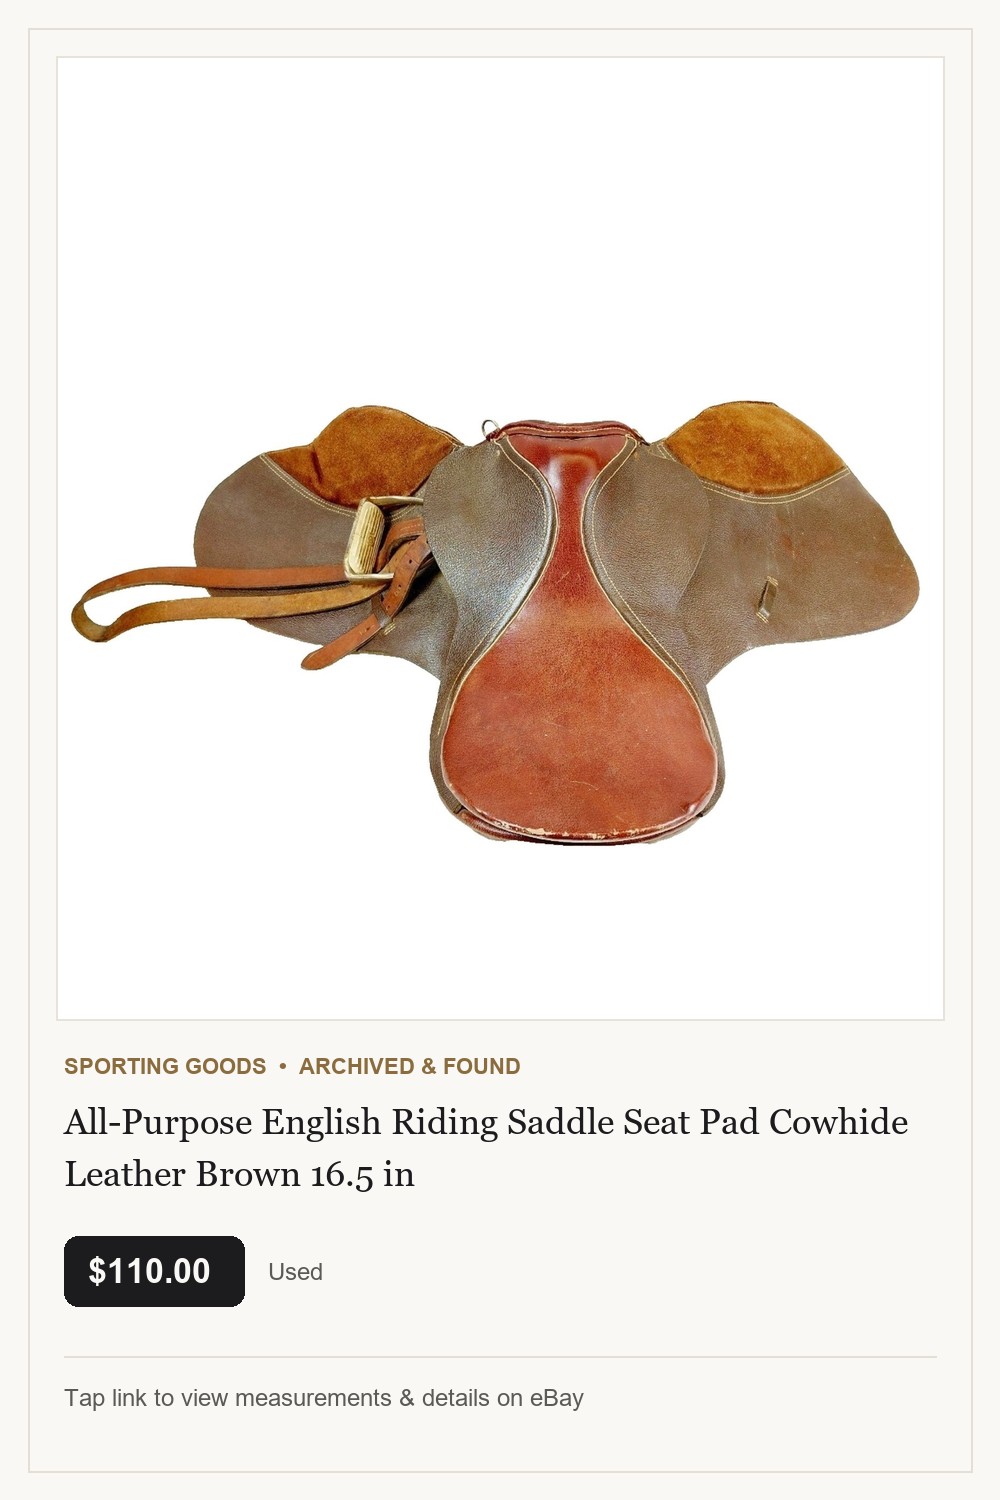 SPORTING GOODS • ARCHIVED & FOUND
All-Purpose English Riding Saddle Seat Pad Cowhide
Leather Brown 16.5 in
$110.00 Used
Tap link to view measurements & details on eBay